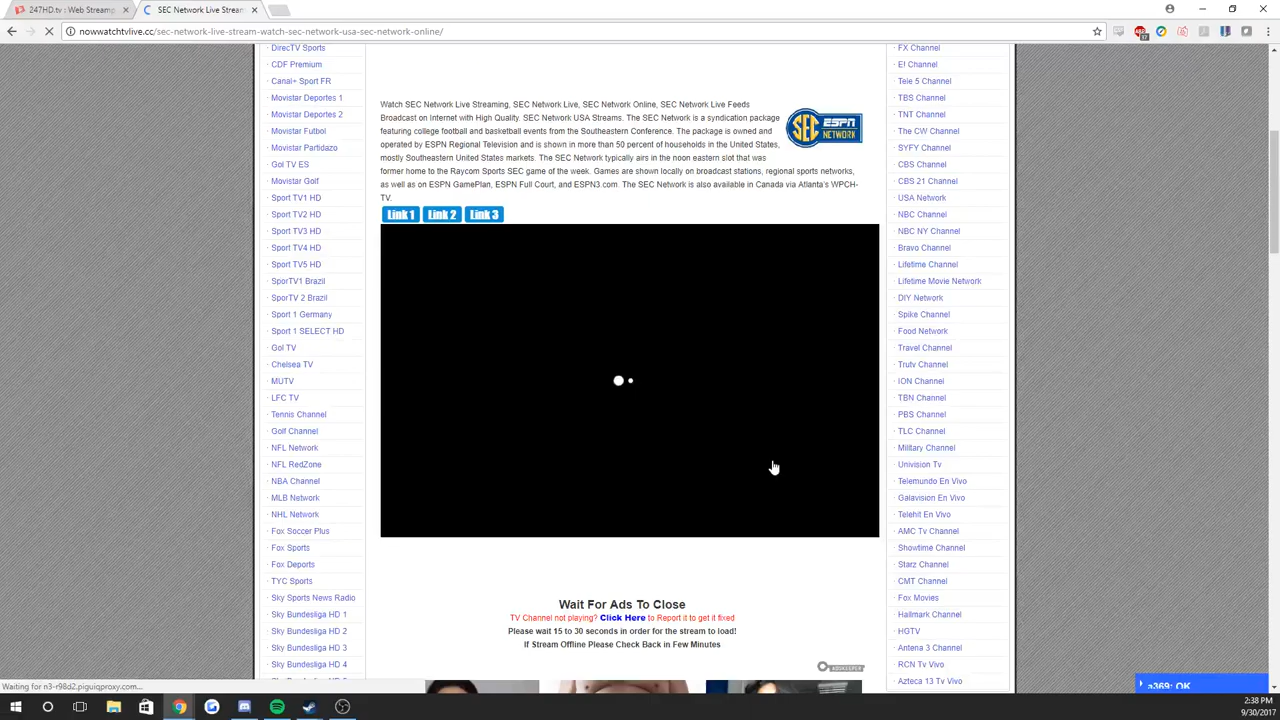 247HD.tv :: Web Streamp
SEC Network Live Stream
nowwatchtvlive.cc/sec-network-live-stream-watch-sec-network-usa-sec-network-online/
DirecTV Sports
CDF Premium
Canal+ Sport FR
Movistar Deportes 1
Movistar Deportes 2
Movistar Futbol
Movistar Partidazo
Gol TV ES
Movistar Golf
Sport TV1 HD
Sport TV2 HD
Sport TV3 HD
Sport TV4 HD
Sport TV5 HD
SporTV1 Brazil
SporTV 2 Brazil
Sport 1 Germany
Sport 1 SELECT HD
Gol TV
Chelsea TV
MUTV
LFC TV
Tennis Channel
Golf Channel
NFL Network
NFL RedZone
NBA Channel
MLB Network
NHL Network
Fox Soccer Plus
Fox Sports
Fox Deportes
TYC Sports
Sky Sports News Radio
Sky Bundesliga HD 1
Sky Bundesliga HD 2
Sky Bundesliga HD 3
Sky Bundesliga HD 4
Watch SEC Network Live Streaming, SEC Network Live, SEC Network Online, SEC Network Live Feeds
Broadcast on Internet with High Quality. SEC Network USA Streams. The SEC Network is a syndication package
featuring college football and basketball events from the Southeastern Conference. The package is owned and
operated by ESPN Regional Television and is shown in more than 50 percent of households in the United States,
mostly Southeastern United States markets. The SEC Network typically airs in the noon eastern slot that was
former home to the Raycom Sports SEC game of the week. Games are shown locally on broadcast stations, regional sports networks,
as well as on ESPN GamePlan, ESPN Full Court, and ESPN3.com. The SEC Network is also available in Canada via Atlanta's WPCH-
TV.
SEC ESPN
NETWORK
Link 1 Link 2 Link 3
Wait For Ads To Close
TV Channel not playing? Click Here to Report it to get it fixed
Please wait 15 to 30 seconds in order for the stream to load!
If Stream Offline Please Check Back in Few Minutes
ADSKEEPER
FX Channel
E! Channel
Tele 5 Channel
TBS Channel
TNT Channel
The CW Channel
SYFY Channel
CBS Channel
CBS 21 Channel
USA Network
NBC Channel
NBC NY Channel
Bravo Channel
Lifetime Channel
Lifetime Movie Network
DIY Network
Spike Channel
Food Network
Travel Channel
Trutv Channel
ION Channel
TBN Channel
PBS Channel
TLC Channel
Military Channel
Univision Tv
Telemundo En Vivo
Galavision En Vivo
Telehit En Vivo
AMC Tv Channel
Showtime Channel
Starz Channel
CMT Channel
Fox Movies
Hallmark Channel
HGTV
Antena 3 Channel
RCN Tv Vivo
Azteca 13 Tv Vivo
Waiting for n3-r98d2.piguiqproxy.com...
a369: OK
2:38 PM
9/30/2017